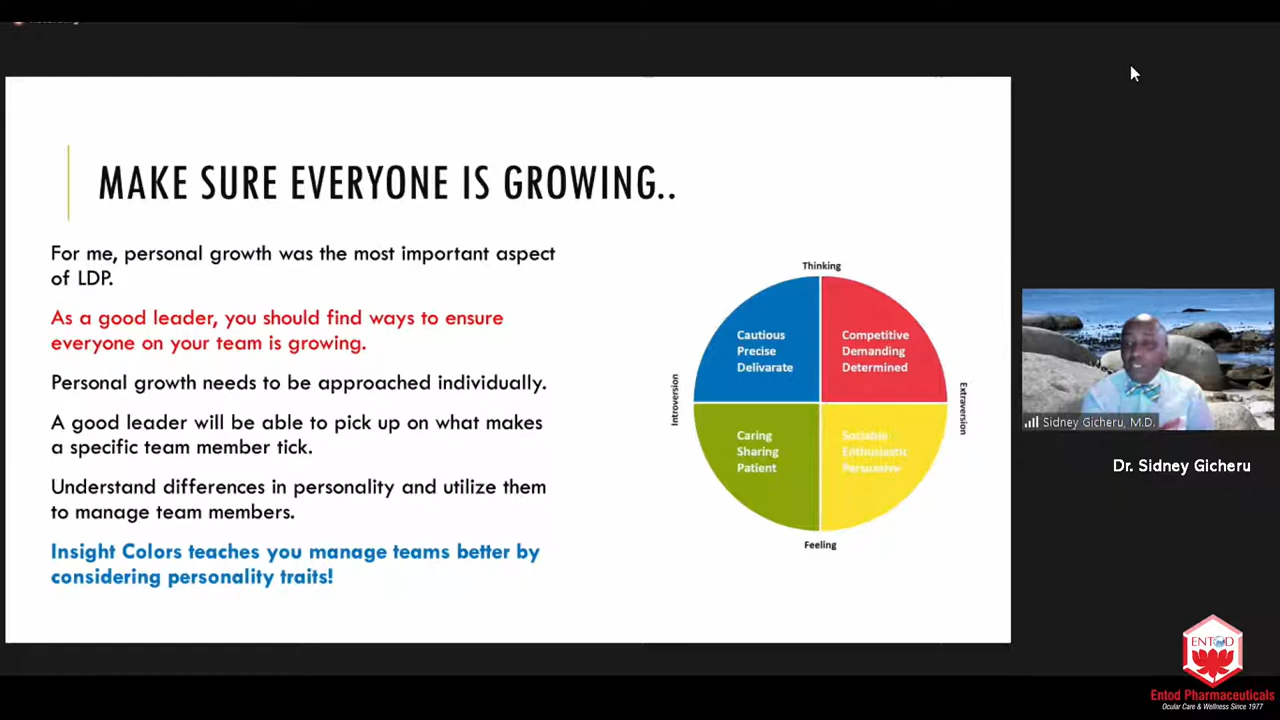 MAKE SURE EVERYONE IS GROWING..
For me, personal growth was the most important aspect
of LDP.
As a good leader, you should find ways to ensure
everyone on your team is growing.
Personal growth needs to be approached individually.
A good leader will be able to pick up on what makes
a specific team member tick.
Understand differences in personality and utilize them
to manage team members.
Insight Colors teaches you manage teams better by
considering personality traits!
Thinking
Cautious
Precise
Delivarate
Competitive
Demanding
Determined
Introversion
Extraversion
Caring
Sharing
Patient
Sociable
Enthusiastic
Persuasive
Feeling
Sidney Gicheru, M.D.
Dr. Sidney Gicheru
ENTOD
Entod Pharmaceuticals
Ocular Care & Wellness Since 1977